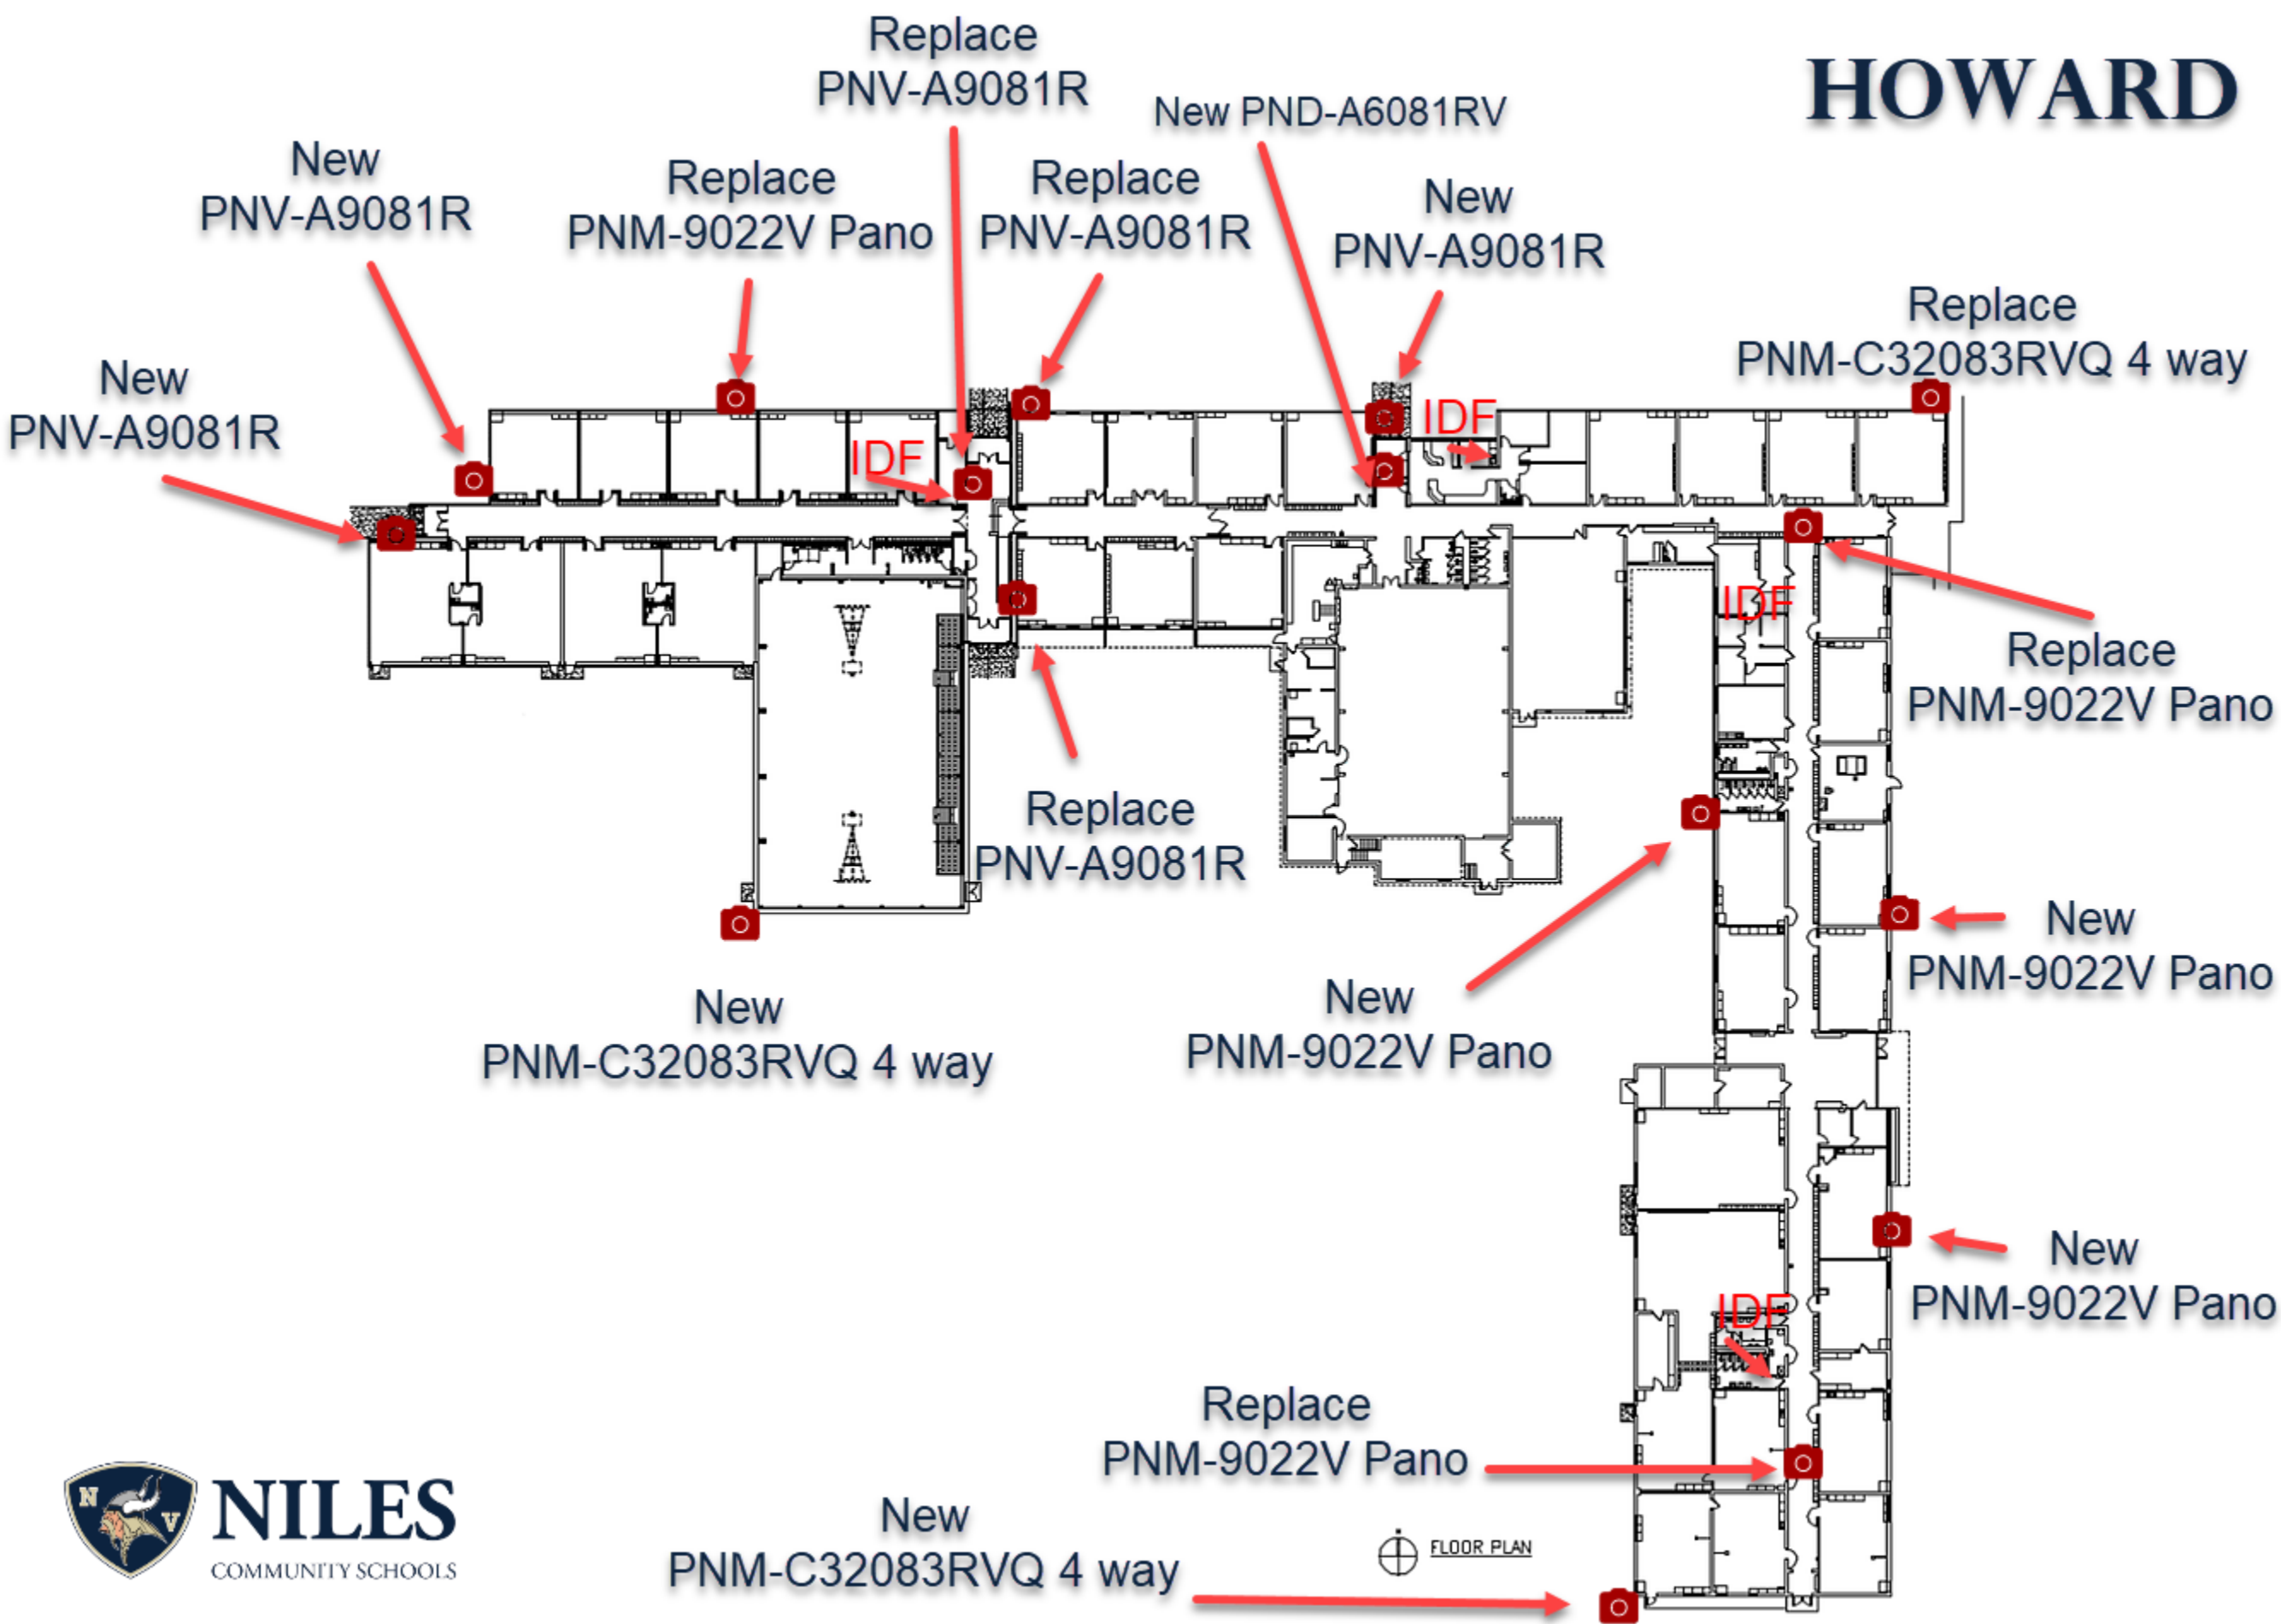 HOWARD
Replace
PNV-A9081R
New PND-A6081RV
New
PNV-A9081R
Replace
PNM-9022V Pano
Replace
PNV-A9081R
New
PNV-A9081R
Replace
PNM-C32083RVQ 4 way
New
PNV-A9081R
IDF
IDF
IDF
Replace
PNM-9022V Pano
Replace
PNV-A9081R
New
PNM-9022V Pano
New
PNM-C32083RVQ 4 way
New
PNM-9022V Pano
New
PNM-9022V Pano
IDF
Replace
PNM-9022V Pano
New
PNM-C32083RVQ 4 way
FLOOR PLAN
N V
NILES
COMMUNITY SCHOOLS